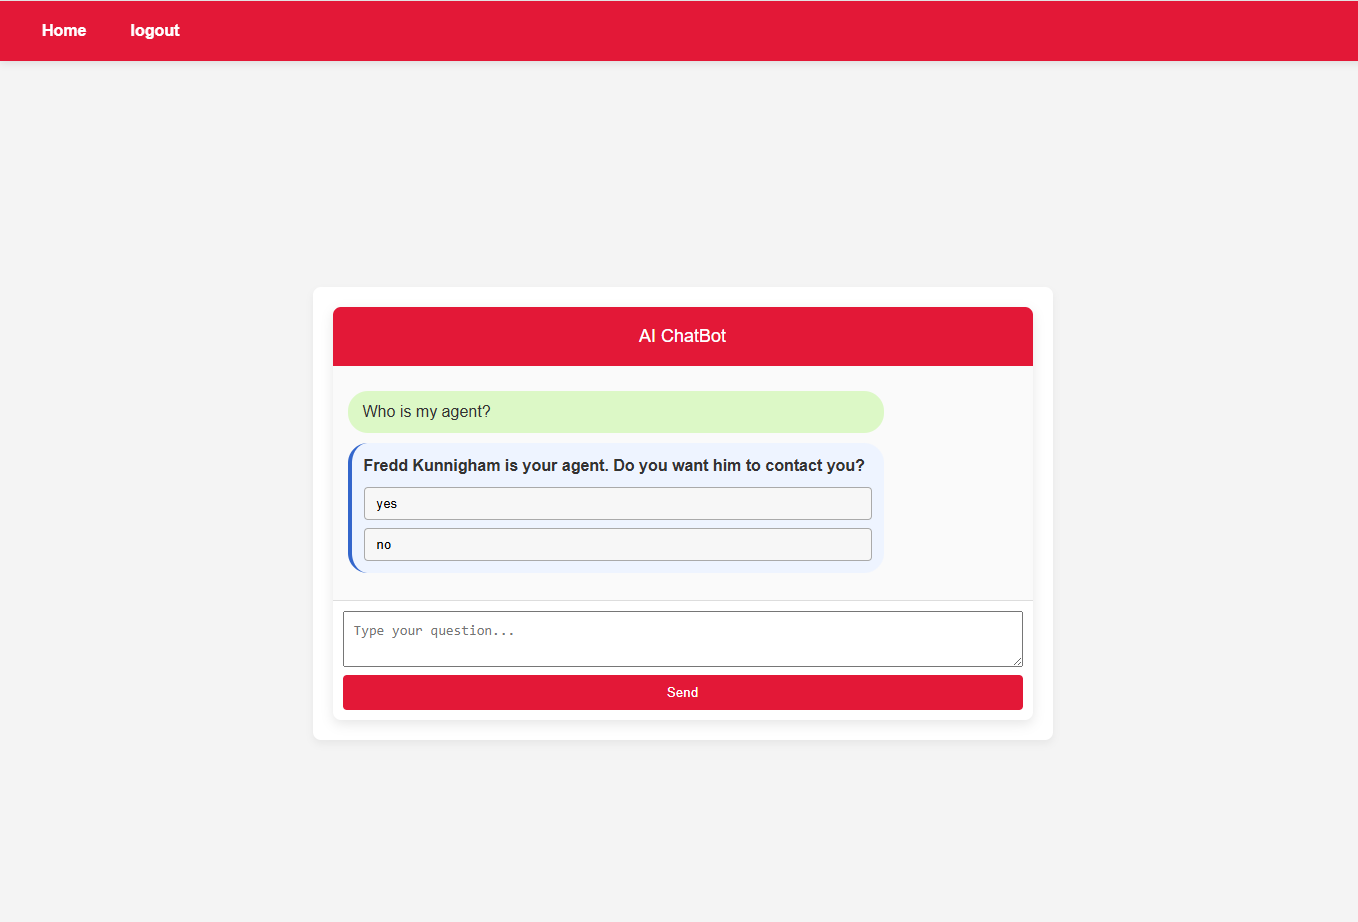 Home logout
AI ChatBot
Who is my agent?
Fredd Kunnigham is your agent. Do you want him to contact you?
yes
no
Type your question...
Send